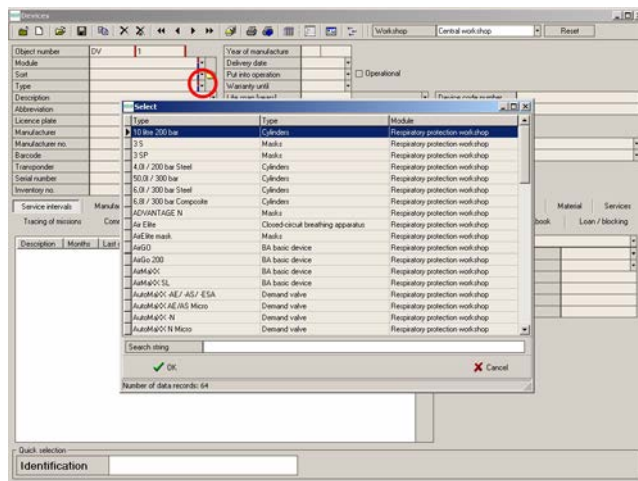 Devices
Workshop Central workshop Reset
Object number DV 1 Year of manufacture
Module Delivery date
Sort Put into operation Operational
Type Warranty until
Description Device code number
Abbreviation
Licence plate
Manufacturer
Manufacturer no.
Barcode
Transponder
Serial number
Inventory no.
Service intervals Manufa Material Services
Tracing of missions Com book Loan / blocking
Description Months Last
Select
Type Type Module
10 litre 200 bar Cylinders Respiratory protection workshop
3 S Masks Respiratory protection workshop
3 SP Masks Respiratory protection workshop
4,0l / 200 bar Steel Cylinders Respiratory protection workshop
50,0l / 300 bar Cylinders Respiratory protection workshop
6,0l / 300 bar Steel Cylinders Respiratory protection workshop
6,8l / 300 bar Composite Cylinders Respiratory protection workshop
ADVANTAGE N Masks Respiratory protection workshop
Air Elite Closed-circuit breathing apparatus Respiratory protection workshop
AirElite mask Masks Respiratory protection workshop
AirGO BA basic device Respiratory protection workshop
AirGo 200 BA basic device Respiratory protection workshop
AirMaXX BA basic device Respiratory protection workshop
AirMaXX SL BA basic device Respiratory protection workshop
AutoMaXX -AE/ -AS/ -ESA Demand valve Respiratory protection workshop
AutoMaXX AE/AS Micro Demand valve Respiratory protection workshop
AutoMaXX -N Demand valve Respiratory protection workshop
AutoMaXX N Micro Demand valve Respiratory protection workshop
Search string
OK Cancel
Number of data records: 64
Quick selection
Identification